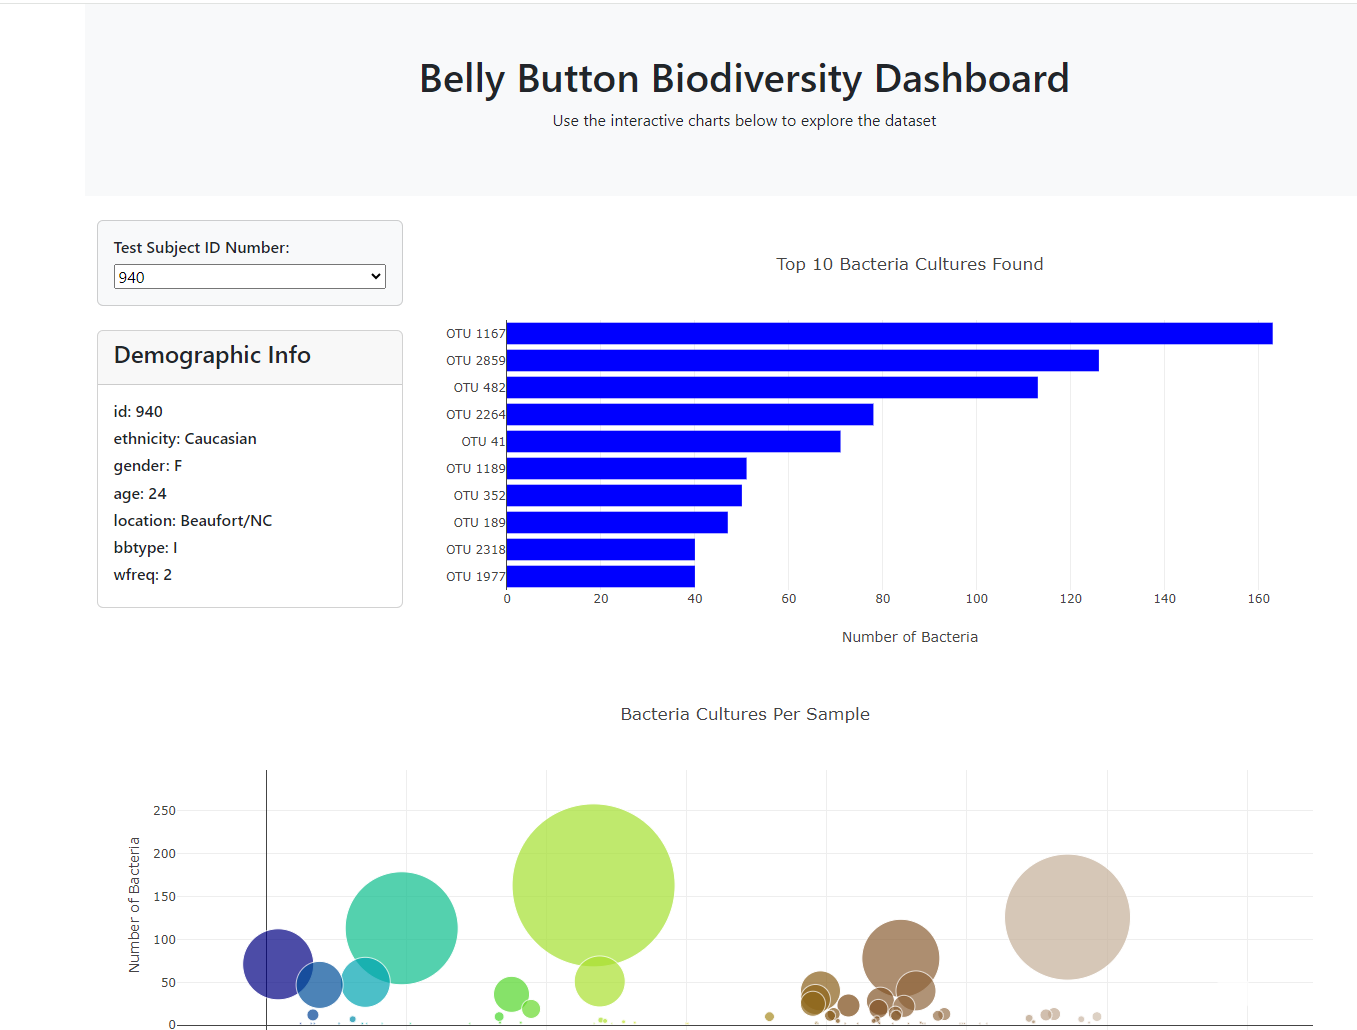 Belly Button Biodiversity Dashboard
Use the interactive charts below to explore the dataset
Test Subject ID Number:
940
Demographic Info
id: 940
ethnicity: Caucasian
gender: F
age: 24
location: Beaufort/NC
bbtype: I
wfreq: 2
Top 10 Bacteria Cultures Found
OTU 1167
OTU 2859
OTU 482
OTU 2264
OTU 41
OTU 1189
OTU 352
OTU 189
OTU 2318
OTU 1977
0 20 40 60 80 100 120 140 160
Number of Bacteria
Bacteria Cultures Per Sample
Number of Bacteria
250
200
150
100
50
0